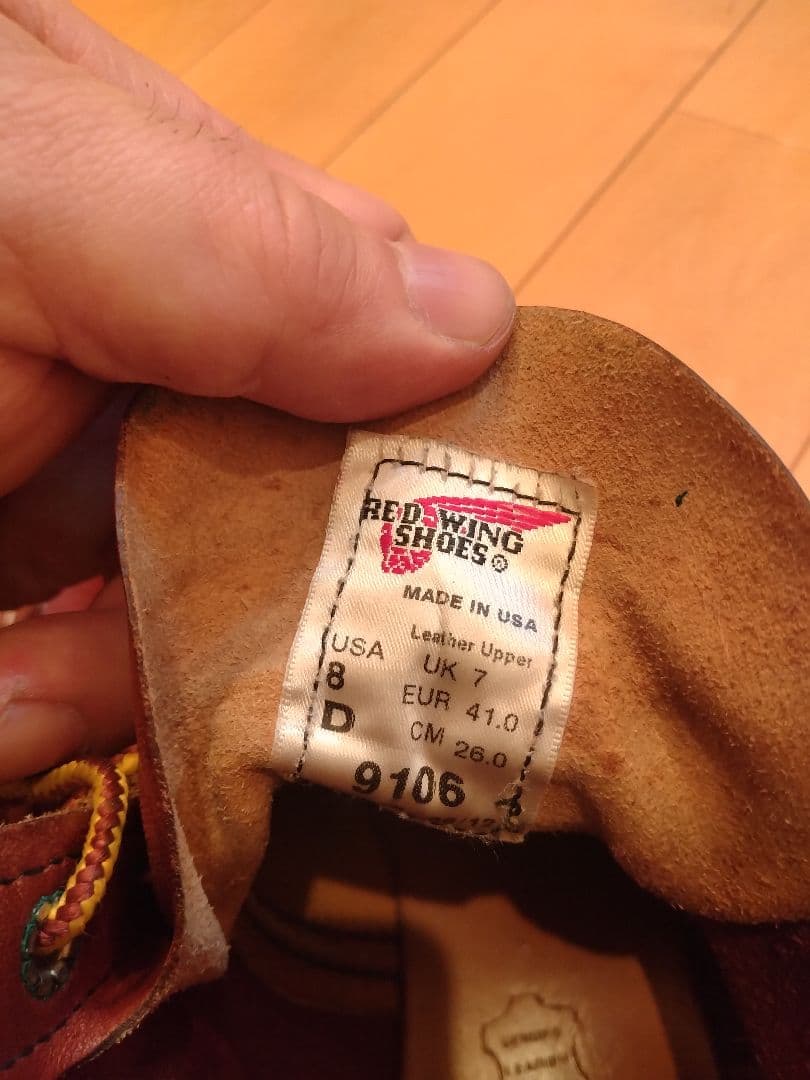 RED WING
SHOES®
MADE IN USA
Leather Upper
USA
8
D
UK 7
EUR 41.0
CM 26.0
9106